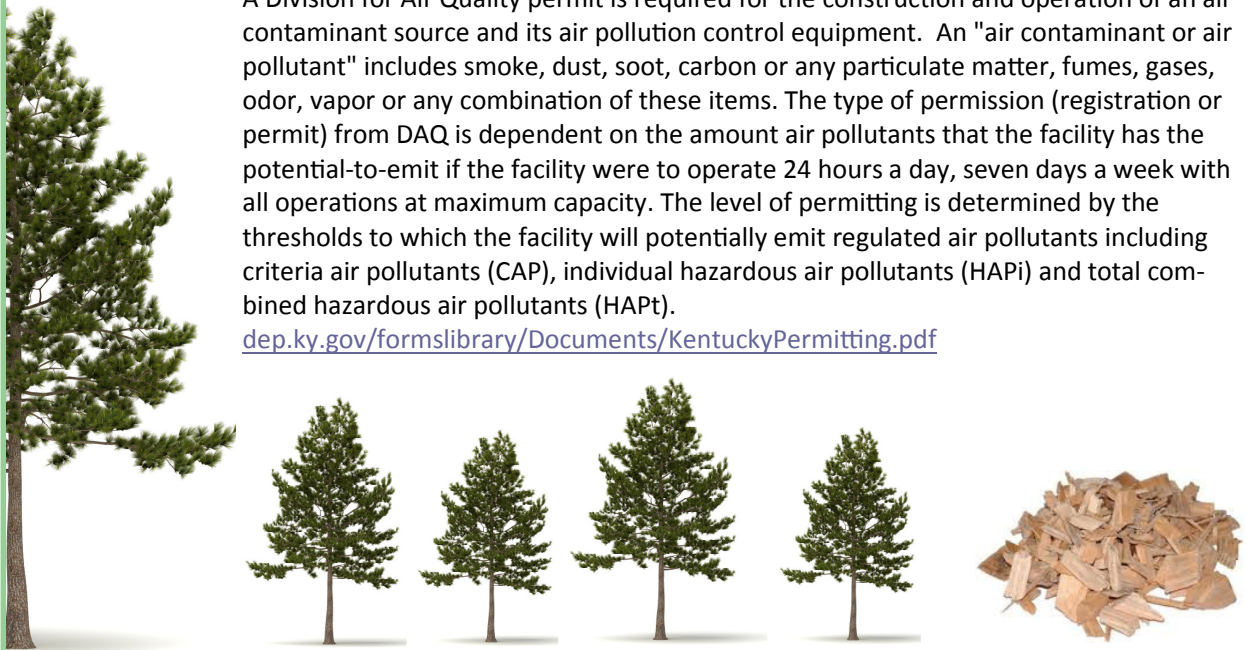 A Division for Air Quality permit is required for the construction and operation of an air
contaminant source and its air pollution control equipment.  An "air contaminant or air
pollutant" includes smoke, dust, soot, carbon or any particulate matter, fumes, gases,
odor, vapor or any combination of these items. The type of permission (registration or
permit) from DAQ is dependent on the amount air pollutants that the facility has the
potential-to-emit if the facility were to operate 24 hours a day, seven days a week with
all operations at maximum capacity. The level of permitting is determined by the
thresholds to which the facility will potentially emit regulated air pollutants including
criteria air pollutants (CAP), individual hazardous air pollutants (HAPi) and total com-
bined hazardous air pollutants (HAPt).
dep.ky.gov/formslibrary/Documents/KentuckyPermitting.pdf